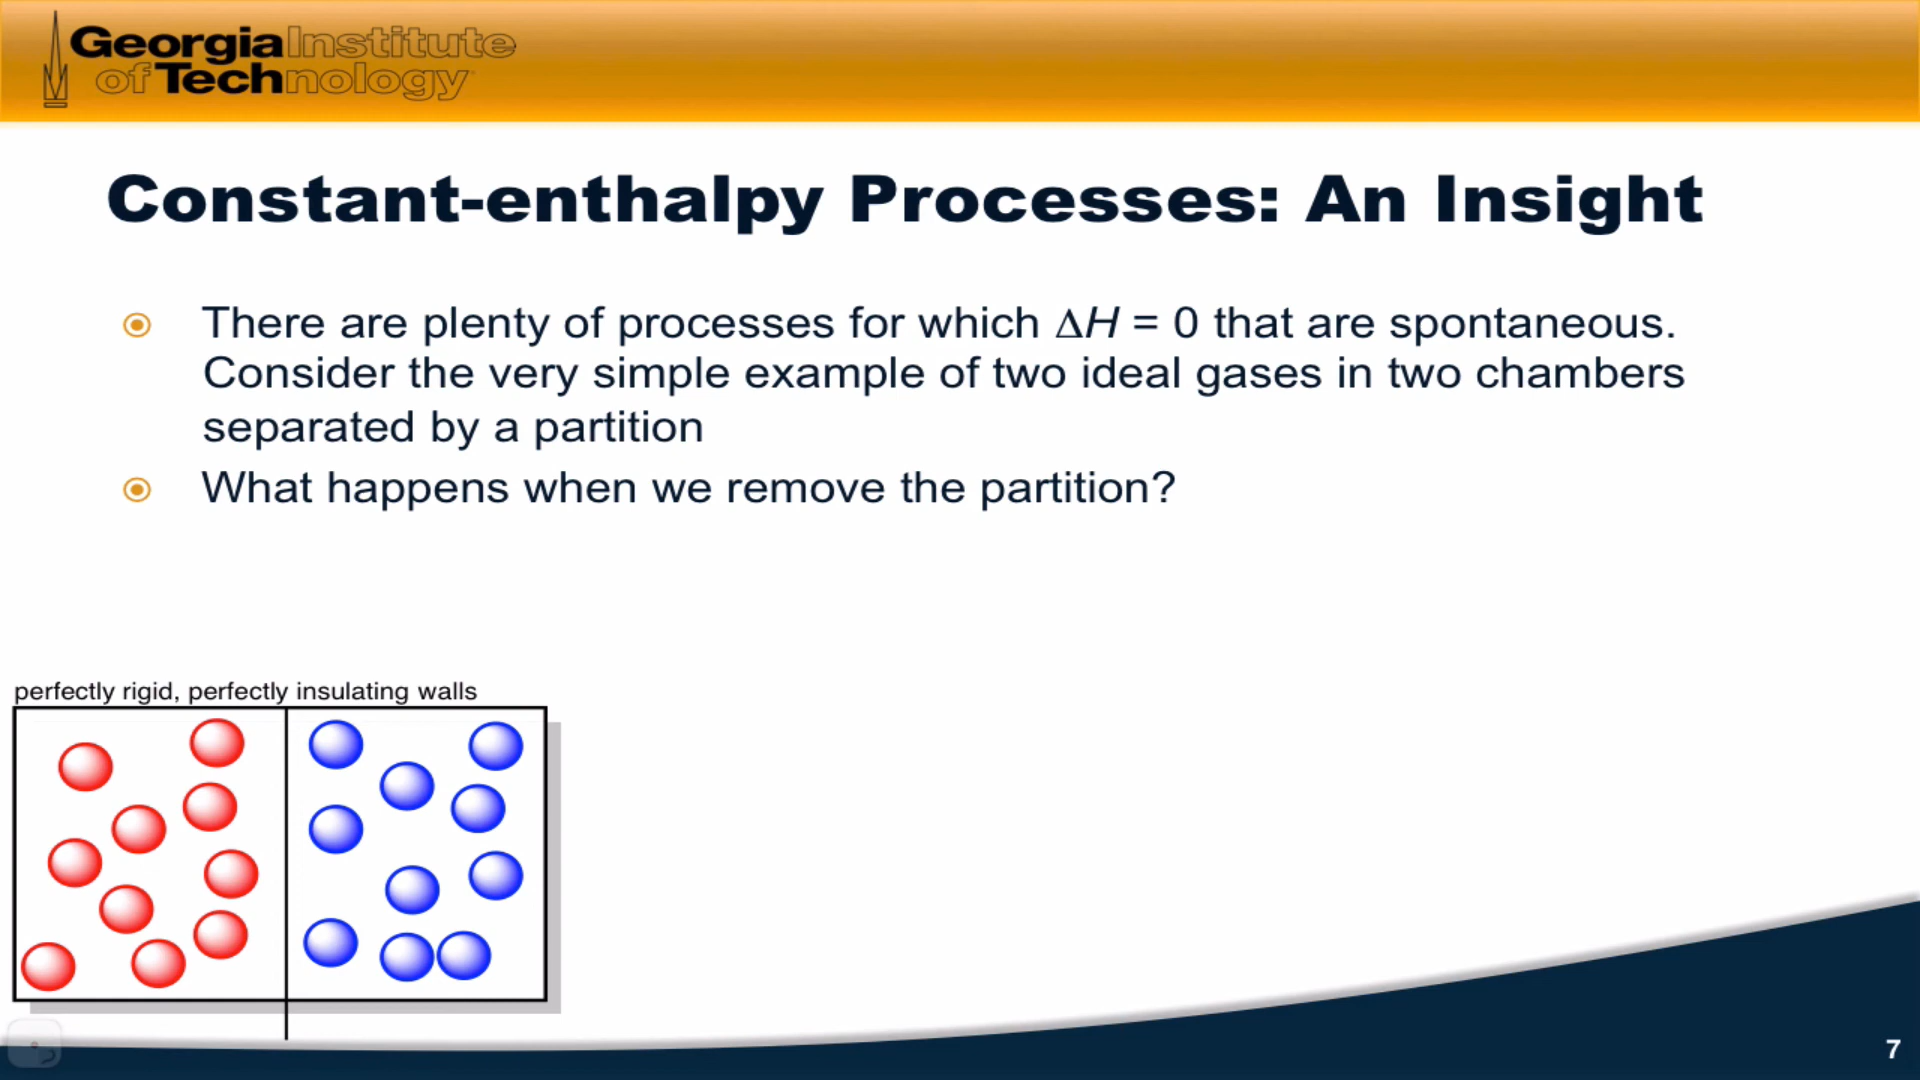 Georgia Institute
of Technology
Constant-enthalpy Processes: An Insight
There are plenty of processes for which ΔH = 0 that are spontaneous.
Consider the very simple example of two ideal gases in two chambers
separated by a partition
What happens when we remove the partition?
perfectly rigid, perfectly insulating walls
7